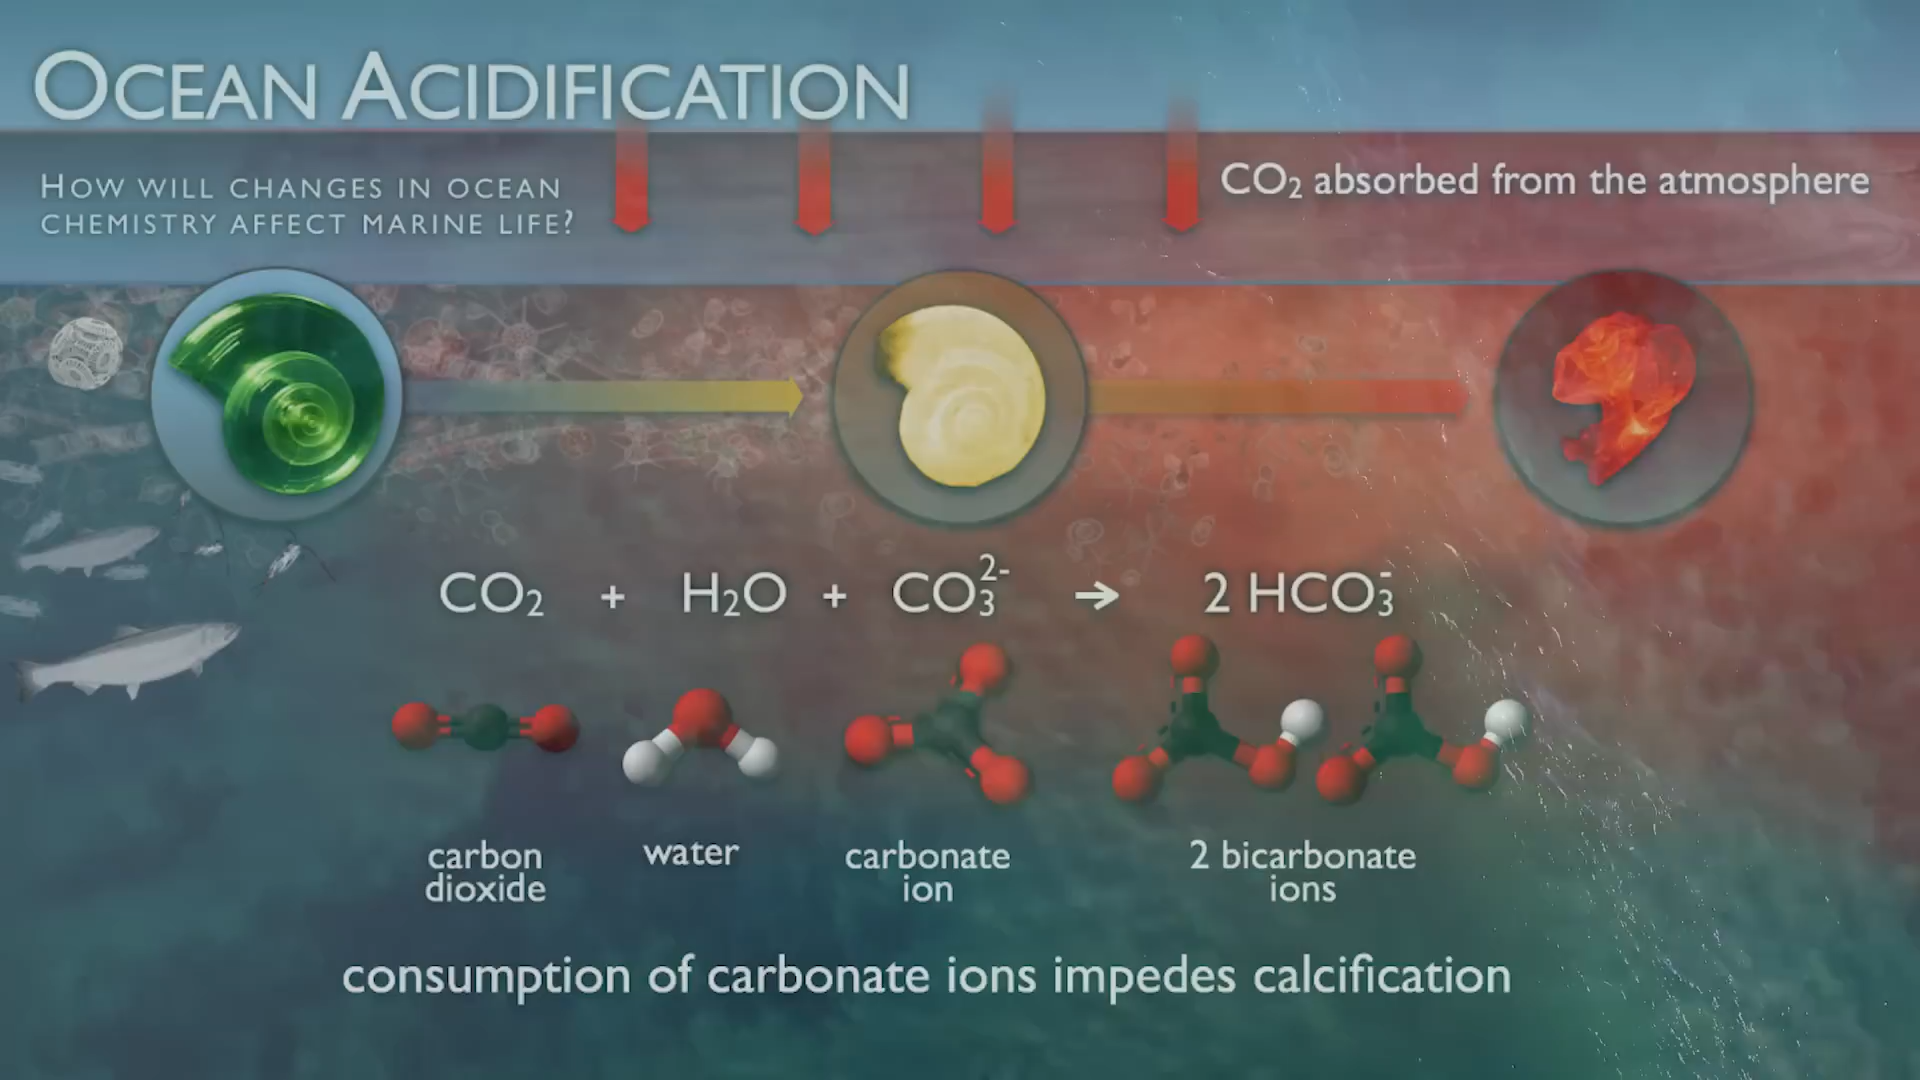 OCEAN ACIDIFICATION
HOW WILL CHANGES IN OCEAN
CHEMISTRY AFFECT MARINE LIFE?
CO₂ absorbed from the atmosphere
CO₂ + H₂O + CO₃²⁻ → 2 HCO₃⁻
carbon
dioxide
water
carbonate
ion
2 bicarbonate
ions
consumption of carbonate ions impedes calcification